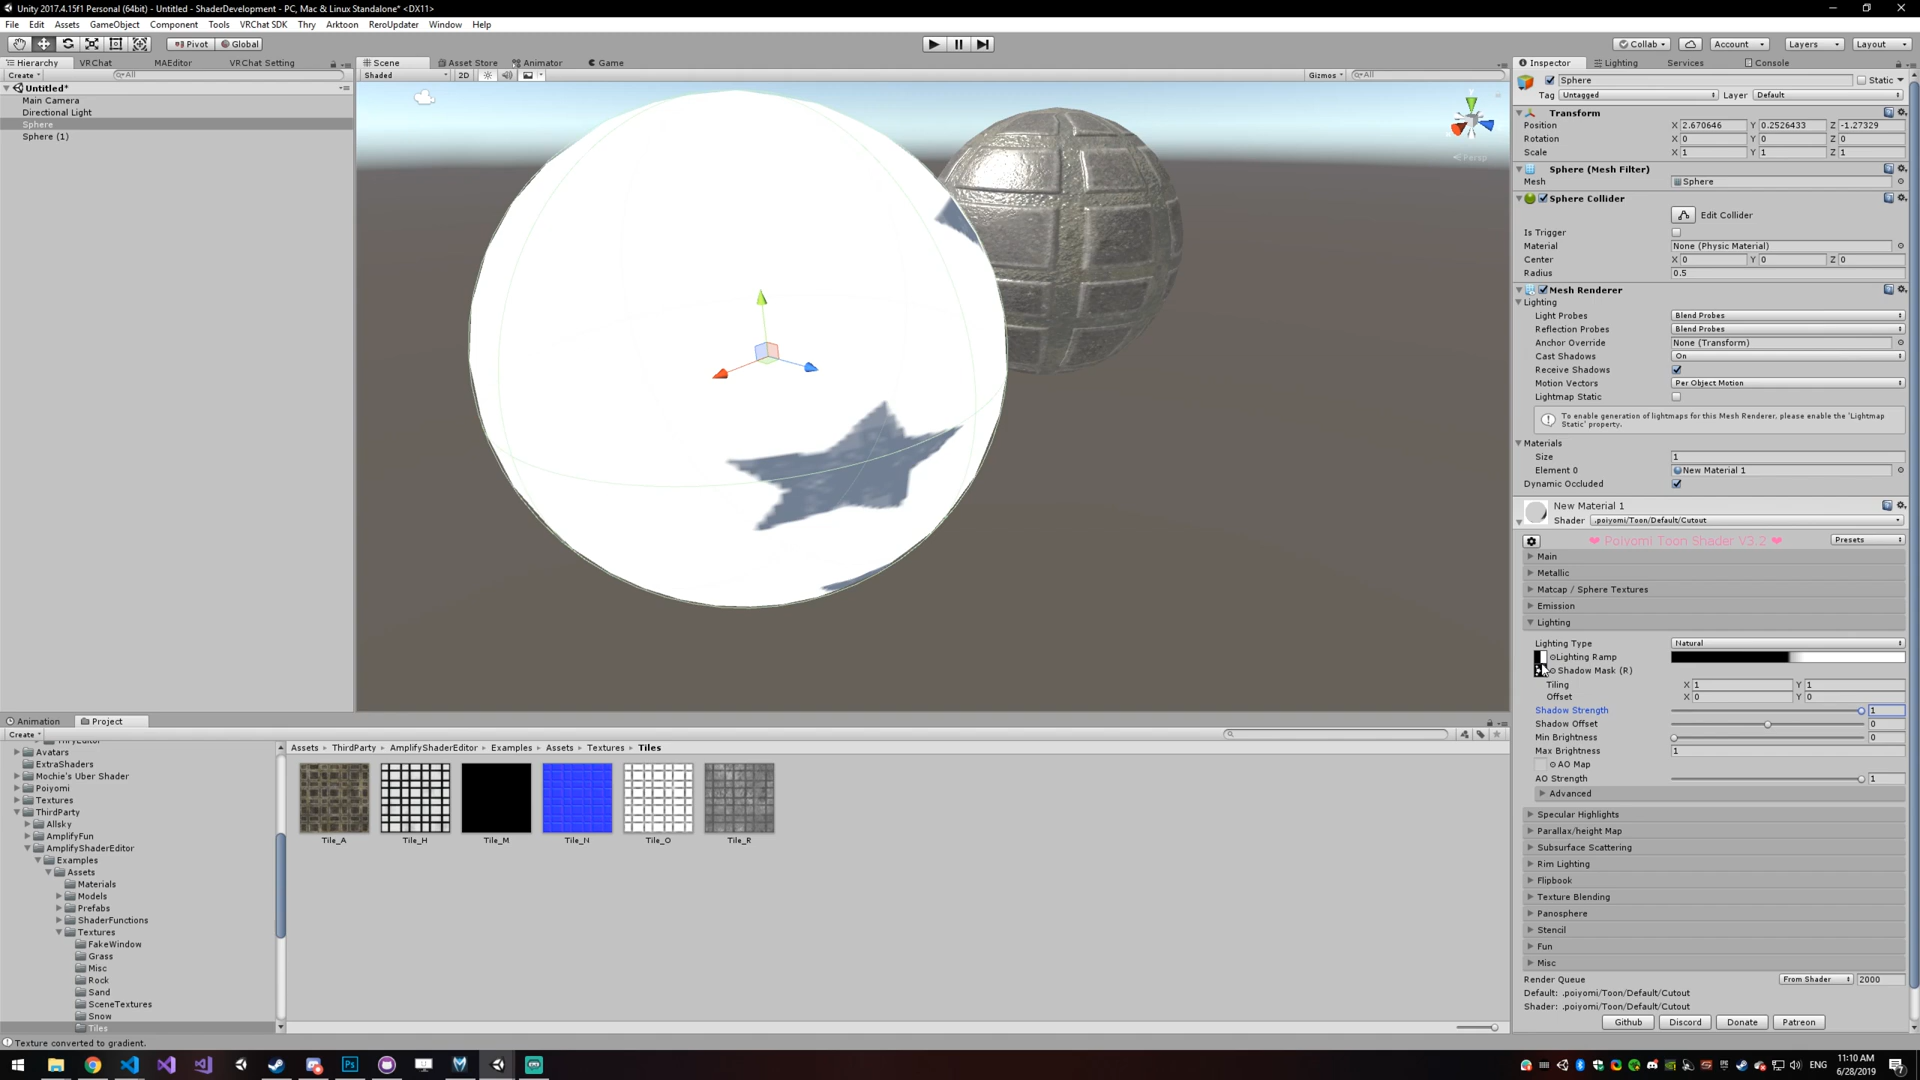 Unity 2017.4.15f1 Personal (64bit) - Untitled - ShaderDevelopment - PC, Mac & Linux Standalone* <DX11>
File Edit Assets GameObject Component Tools VRChat SDK Thry Arktoon ReroUpdater Window Help
Pivot Global Collab Account Layers Layout
Hierarchy VRChat MAEditor VRChat Setting
Create All
Untitled*
Main Camera
Directional Light
Sphere
Sphere (1)
Scene Asset Store Animator Game
Shaded 2D Gizmos All
Persp
Inspector Lighting Services Console
Sphere Static
Tag Untagged Layer Default
Transform
Position X 2.670646 Y 0.2526433 Z -1.27329
Rotation X 0 Y 0 Z 0
Scale X 1 Y 1 Z 1
Sphere (Mesh Filter)
Mesh Sphere
Sphere Collider
Edit Collider
Is Trigger
Material None (Physic Material)
Center X 0 Y 0 Z 0
Radius 0.5
Mesh Renderer
Lighting
Light Probes Blend Probes
Reflection Probes Blend Probes
Anchor Override None (Transform)
Cast Shadows On
Receive Shadows
Motion Vectors Per Object Motion
Lightmap Static
To enable generation of lightmaps for this Mesh Renderer, please enable the 'Lightmap
Static' property.
Materials
Size 1
Element 0 New Material 1
Dynamic Occluded
New Material 1
Shader .poiyomi/Toon/Default/Cutout
❤ Poiyomi Toon Shader V3.2 ❤ Presets
Main
Metallic
Matcap / Sphere Textures
Emission
Lighting
Lighting Type Natural
Lighting Ramp
Shadow Mask (R)
Tiling X 1 Y 1
Offset X 0 Y 0
Shadow Strength 1
Shadow Offset 0
Min Brightness 0
Max Brightness 1
AO Map
AO Strength 1
Advanced
Specular Highlights
Parallax/height Map
Subsurface Scattering
Rim Lighting
Flipbook
Texture Blending
Panosphere
Stencil
Fun
Misc
Render Queue From Shader 2000
Default: .poiyomi/Toon/Default/Cutout
Shader: .poiyomi/Toon/Default/Cutout
Github Discord Donate Patreon
Animation Project
Create
Avatars
ExtraShaders
Mochie's Uber Shader
Poiyomi
Textures
ThirdParty
Allsky
AmplifyFun
AmplifyShaderEditor
Examples
Assets
Materials
Models
Prefabs
ShaderFunctions
Textures
FakeWindow
Grass
Misc
Rock
Sand
SceneTextures
Snow
Tiles
Assets ThirdParty AmplifyShaderEditor Examples Assets Textures Tiles
Tile_A Tile_H Tile_M Tile_N Tile_O Tile_R
Texture converted to gradient.
ENG
11:10 AM
6/28/2019